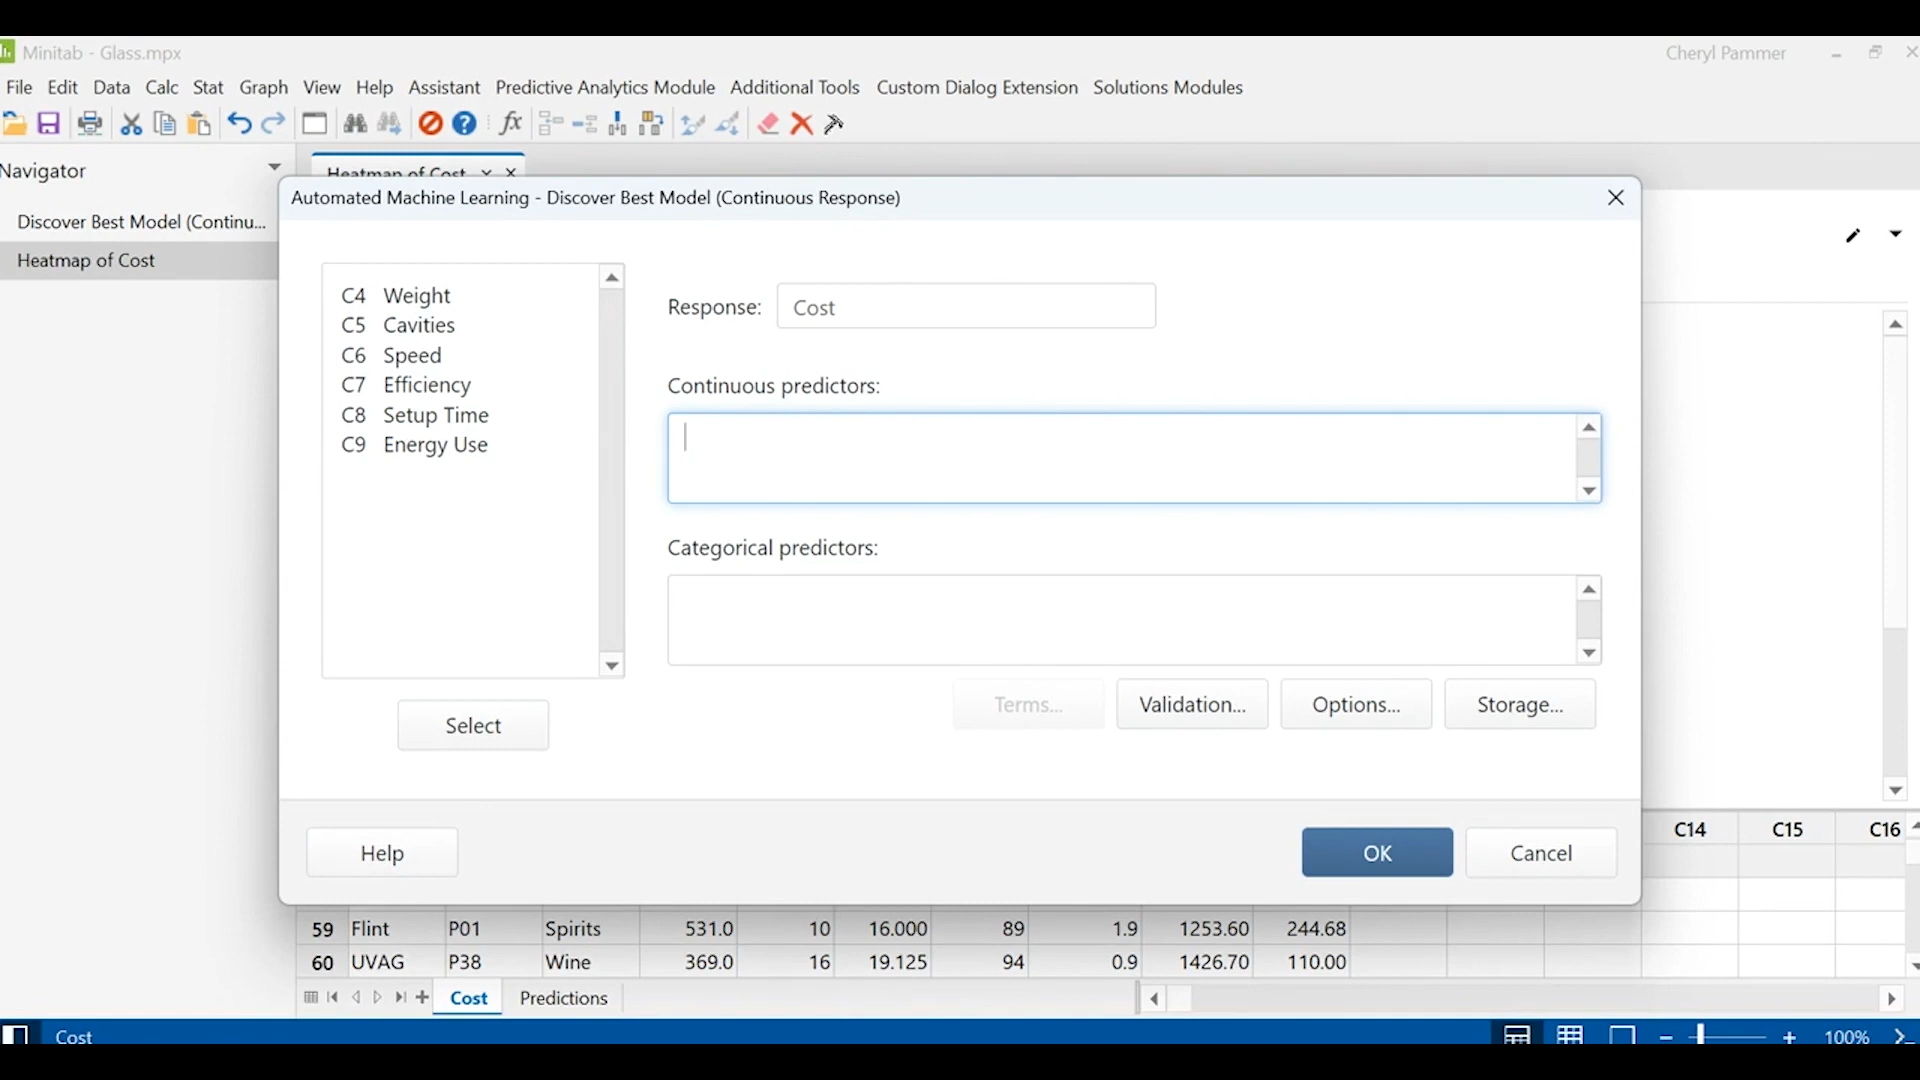 Minitab - Glass.mpx
Cheryl Pammer
File Edit Data Calc Stat Graph View Help Assistant Predictive Analytics Module Additional Tools Custom Dialog Extension Solutions Modules
fx
Navigator
Heatmap of Cost
Discover Best Model (Continu...
Heatmap of Cost
Automated Machine Learning - Discover Best Model (Continuous Response)
C4 Weight
C5 Cavities
C6 Speed
C7 Efficiency
C8 Setup Time
C9 Energy Use
Response: Cost
Continuous predictors:
Categorical predictors:
Terms... Validation... Options... Storage...
Select
Help OK Cancel
C14 C15 C16
59 Flint P01 Spirits 531.0 10 16.000 89 1.9 1253.60 244.68
60 UVAG P38 Wine 369.0 16 19.125 94 0.9 1426.70 110.00
Cost Predictions
Cost
100%